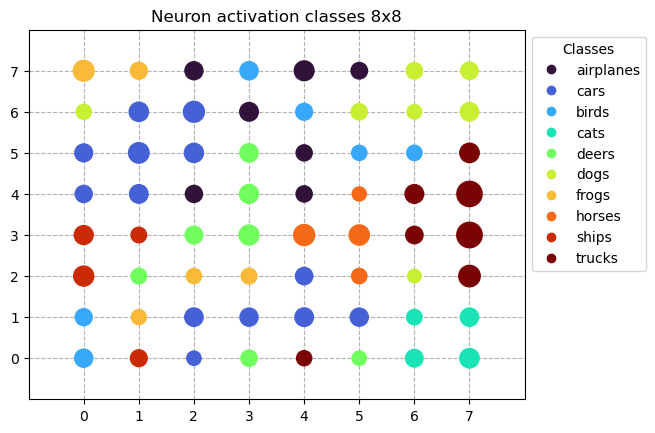 Neuron activation classes 8x8
7
6
5
4
3
2
1
0
0 1 2 3 4 5 6 7
Classes
airplanes
cars
birds
cats
deers
dogs
frogs
horses
ships
trucks